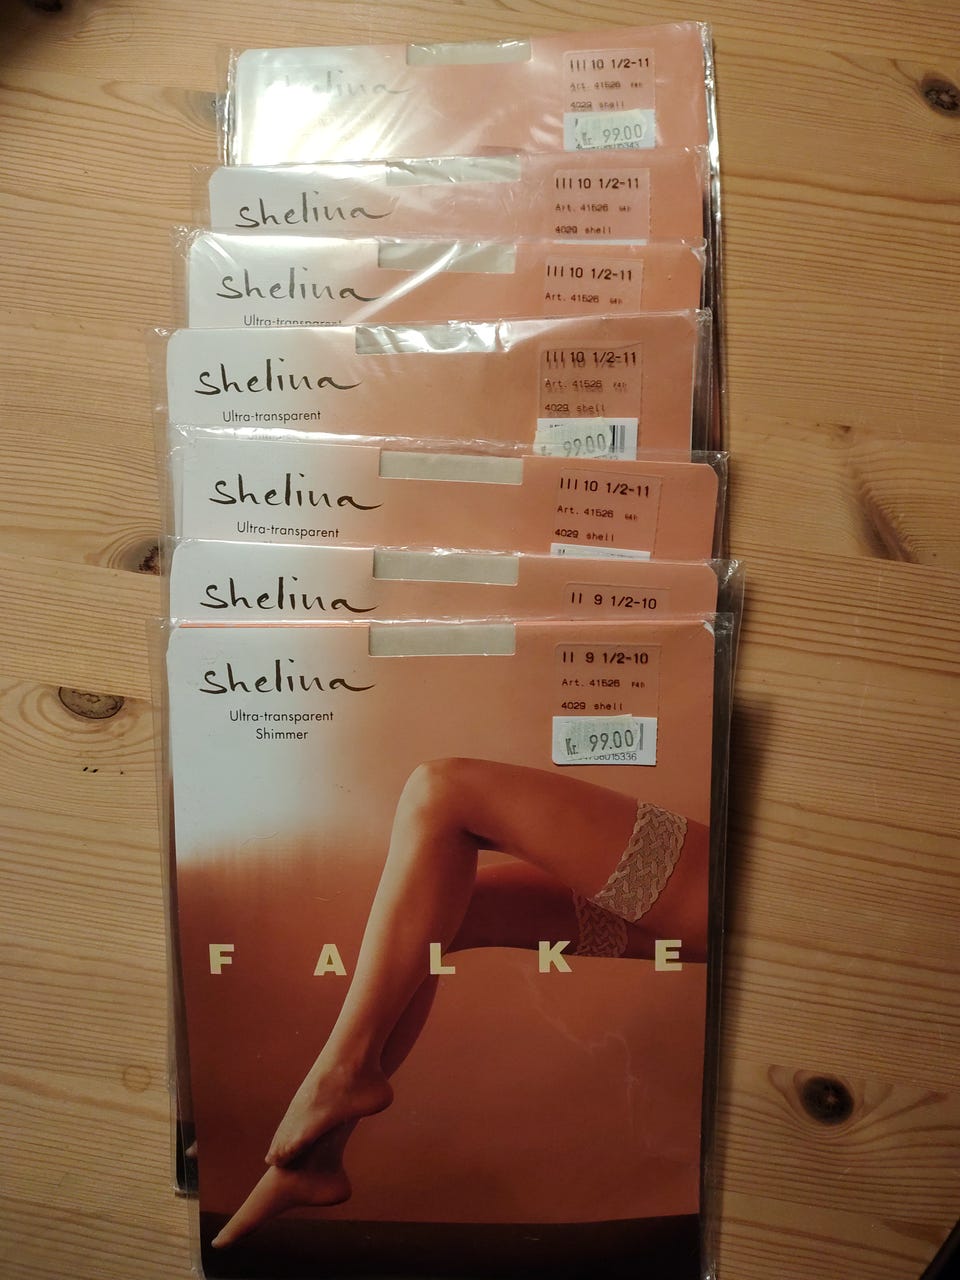 Shelina
III 10 1/2-11
Art. 41526
4029 shell
Kr. 99.00
Shelina
III 10 1/2-11
Art. 41526
4029 shell
Shelina
Ultra-transparent
III 10 1/2-11
Art. 41526
Shelina
Ultra-transparent
III 10 1/2-11
Art. 41526
4029 shell
99.00
Shelina
Ultra-transparent
III 10 1/2-11
Art. 41526
4029 shell
Shelina
II 9 1/2-10
Shelina
Ultra-transparent
Shimmer
II 9 1/2-10
Art. 41526
4029 shell
Kr. 99.00
FALKE